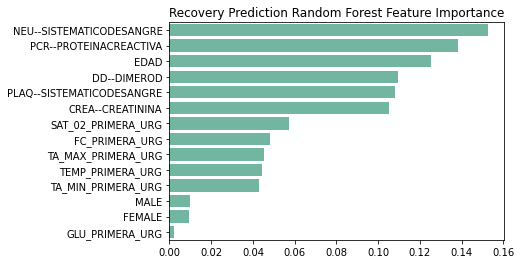 Recovery Prediction Random Forest Feature Importance
NEU--SISTEMATICODESANGRE
PCR--PROTEINACREACTIVA
EDAD
DD--DIMEROD
PLAQ--SISTEMATICODESANGRE
CREA--CREATININA
SAT_02_PRIMERA_URG
FC_PRIMERA_URG
TA_MAX_PRIMERA_URG
TEMP_PRIMERA_URG
TA_MIN_PRIMERA_URG
MALE
FEMALE
GLU_PRIMERA_URG
0.00 0.02 0.04 0.06 0.08 0.10 0.12 0.14 0.16